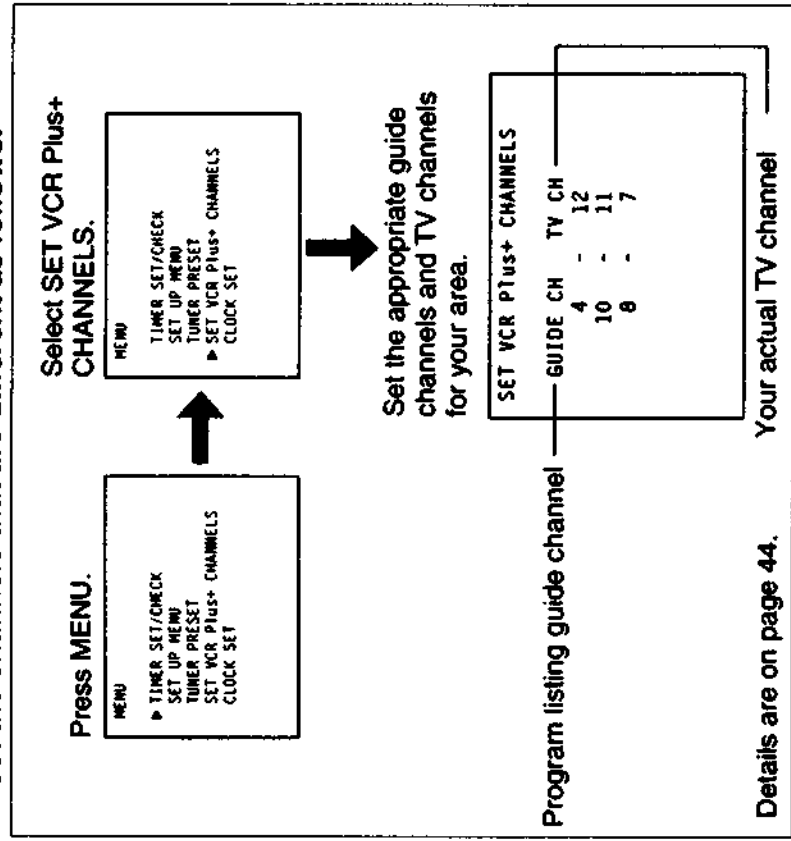 Press MENU.
MENU
▶ TIMER SET/CHECK
SET UP MENU
TUNER PRESET
SET VCR Plus+ CHANNELS
CLOCK SET
Select SET VCR Plus+
CHANNELS.
MENU
TIMER SET/CHECK
SET UP MENU
TUNER PRESET
▶ SET VCR Plus+ CHANNELS
CLOCK SET
Set the appropriate guide
channels and TV channels
for your area.
SET VCR Plus+ CHANNELS
GUIDE CH TV CH
4 - 12
10 - 11
8 - 7
Program listing guide channel
Your actual TV channel
Details are on page 44.